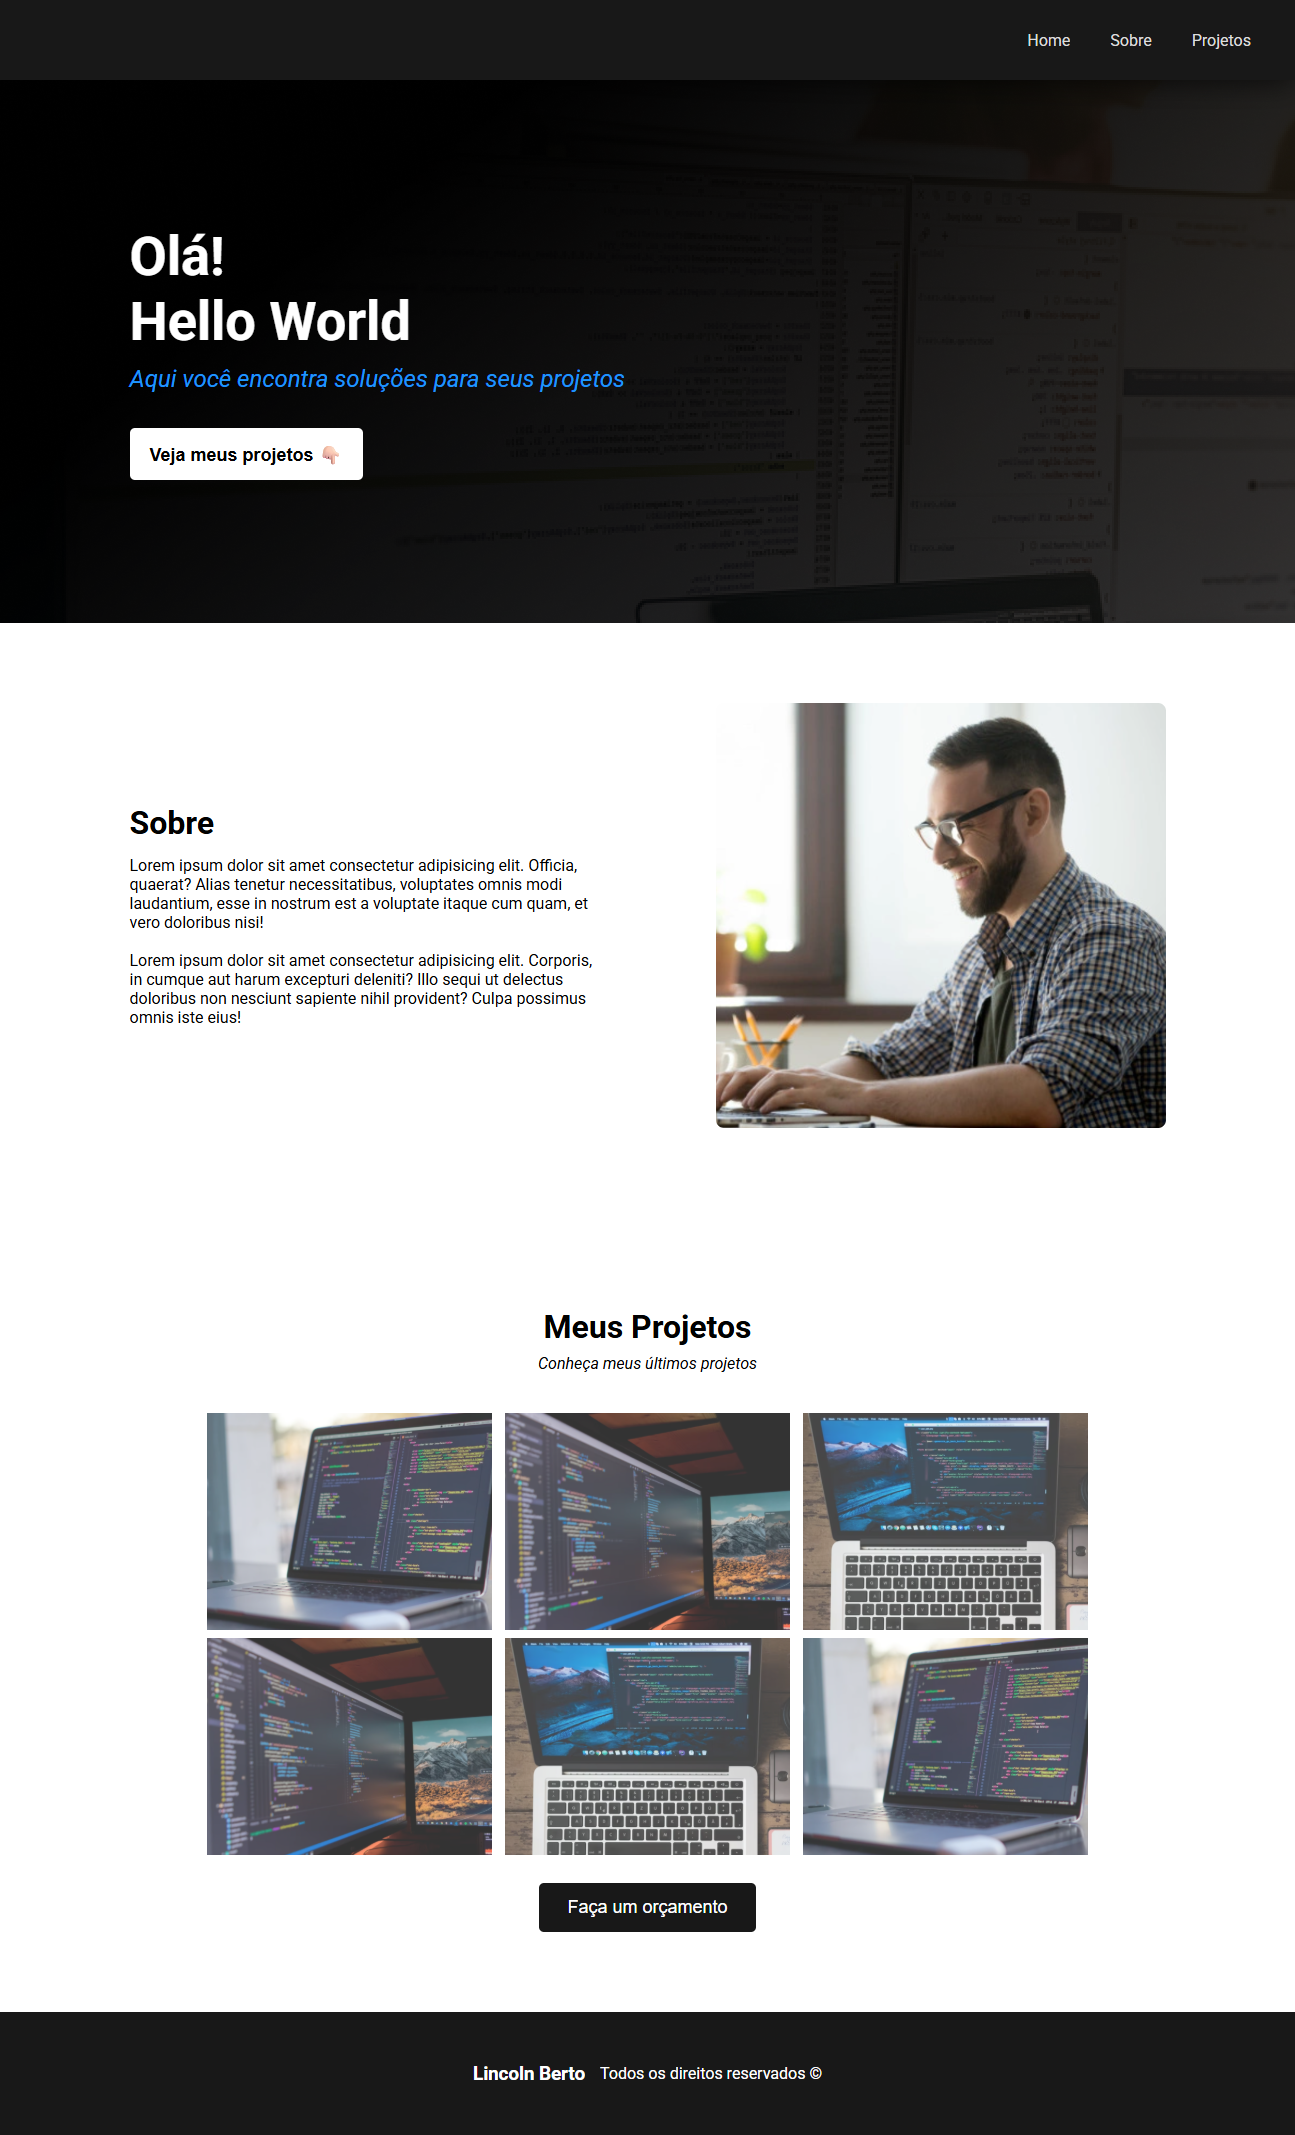 Home Sobre Projetos
Olá!
Hello World
Aqui você encontra soluções para seus projetos
Veja meus projetos 👇🏻
Sobre
Lorem ipsum dolor sit amet consectetur adipisicing elit. Officia,
quaerat? Alias tenetur necessitatibus, voluptates omnis modi
laudantium, esse in nostrum est a voluptate itaque cum quam, et
vero doloribus nisi!
Lorem ipsum dolor sit amet consectetur adipisicing elit. Corporis,
in cumque aut harum excepturi deleniti? Illo sequi ut delectus
doloribus non nesciunt sapiente nihil provident? Culpa possimus
omnis iste eius!
Meus Projetos
Conheça meus últimos projetos
Faça um orçamento
Lincoln Berto Todos os direitos reservados ©